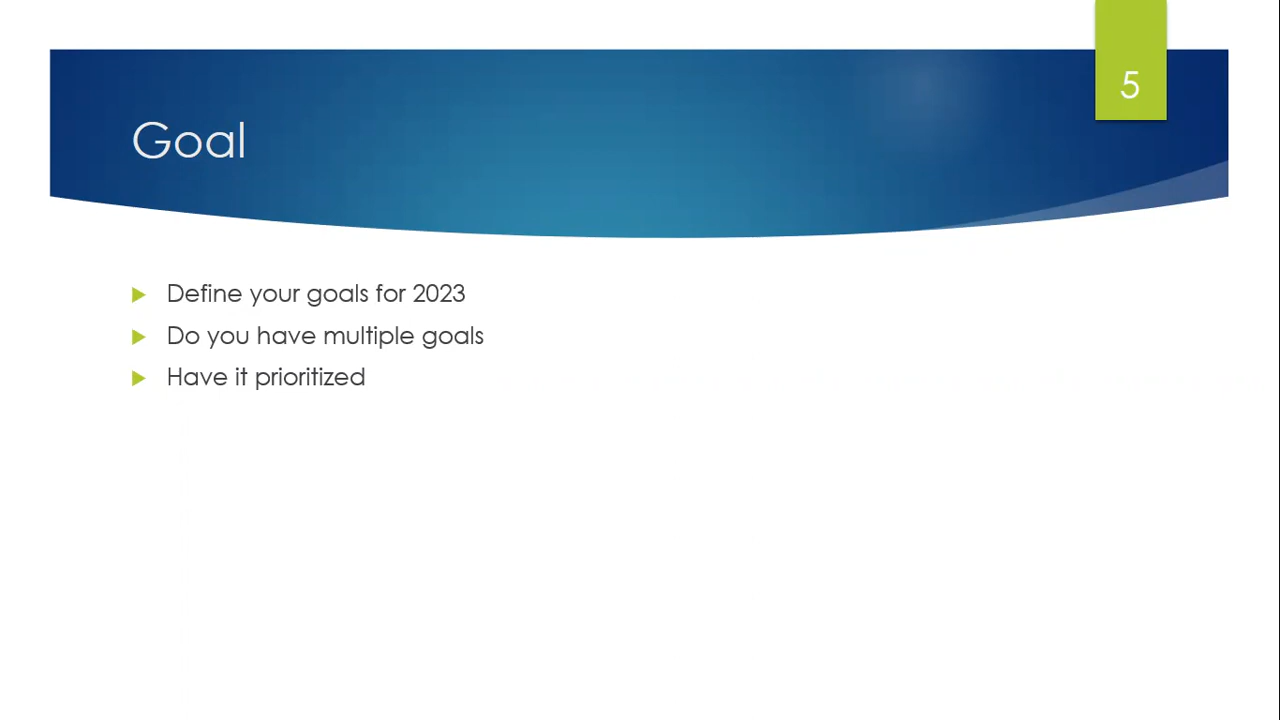 5
Goal
Define your goals for 2023
Do you have multiple goals
Have it prioritized